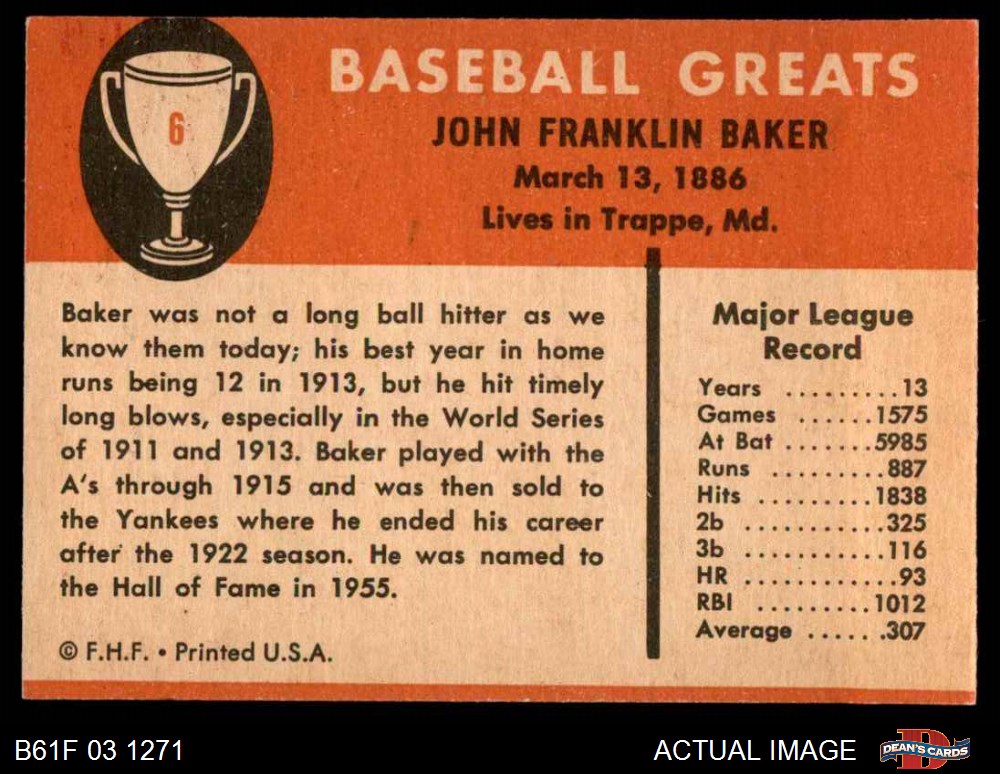 6
BASEBALL GREATS
JOHN FRANKLIN BAKER
March 13, 1886
Lives in Trappe, Md.
Baker was not a long ball hitter as we
know them today; his best year in home
runs being 12 in 1913, but he hit timely
long blows, especially in the World Series
of 1911 and 1913. Baker played with the
A's through 1915 and was then sold to
the Yankees where he ended his career
after the 1922 season. He was named to
the Hall of Fame in 1955.
© F.H.F. • Printed U.S.A.
Major League
Record
Years .........13
Games ......1575
At Bat .......5985
Runs .........887
Hits .........1838
2b ...........325
3b ...........116
HR ............93
RBI .........1012
Average ......307
B61F 03 1271
ACTUAL IMAGE
DEAN'S CARDS